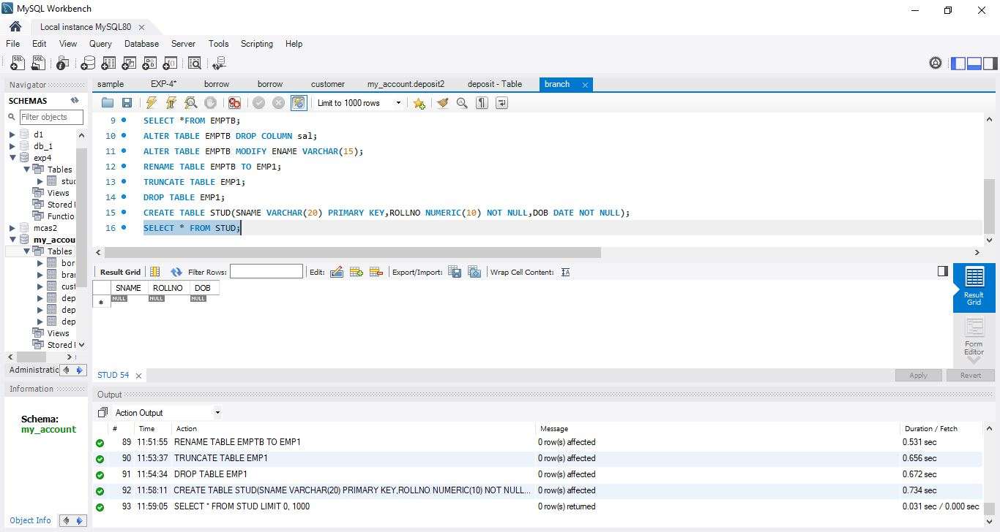 MySQL Workbench
Local instance MySQL80
File Edit View Query Database Server Tools Scripting Help
Navigator
SCHEMAS
Filter objects
d1
db_1
exp4
Tables
stud
Views
Stored P
Functio
mcas2
my_accou
Tables
bor
bra
cust
dep
dep
dep
Views
Stored P
Administratic
Information
Schema:
my_account
Object Info
sample EXP-4* borrow borrow customer my_account.deposit2 deposit - Table branch
Limit to 1000 rows
9 SELECT *FROM EMPTB;
10 ALTER TABLE EMPTB DROP COLUMN sal;
11 ALTER TABLE EMPTB MODIFY ENAME VARCHAR(15);
12 RENAME TABLE EMPTB TO EMP1;
13 TRUNCATE TABLE EMP1;
14 DROP TABLE EMP1;
15 CREATE TABLE STUD(SNAME VARCHAR(20) PRIMARY KEY,ROLLNO NUMERIC(10) NOT NULL,DOB DATE NOT NULL);
16 SELECT * FROM STUD;
Result Grid Filter Rows: Edit: Export/Import: Wrap Cell Content:
SNAME ROLLNO DOB
NULL NULL NULL
Result
Grid
Form
Editor
STUD 54
Apply Revert
Output
Action Output
# Time Action Message Duration / Fetch
89 11:51:55 RENAME TABLE EMPTB TO EMP1 0 row(s) affected 0.531 sec
90 11:53:37 TRUNCATE TABLE EMP1 0 row(s) affected 0.656 sec
91 11:54:34 DROP TABLE EMP1 0 row(s) affected 0.672 sec
92 11:58:11 CREATE TABLE STUD(SNAME VARCHAR(20) PRIMARY KEY,ROLLNO NUMERIC(10) NOT NULL... 0 row(s) affected 0.734 sec
93 11:59:05 SELECT * FROM STUD LIMIT 0, 1000 0 row(s) returned 0.031 sec / 0.000 sec